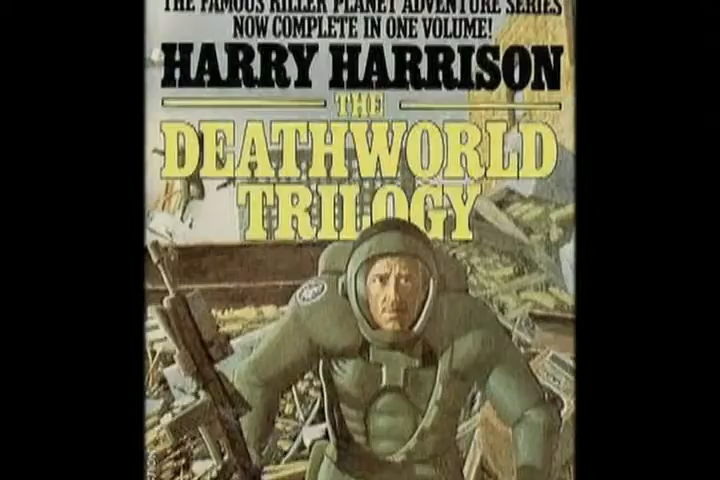 THE FAMOUS KILLER PLANET ADVENTURE SERIES
NOW COMPLETE IN ONE VOLUME!
HARRY HARRISON
THE
DEATHWORLD
TRILOGY